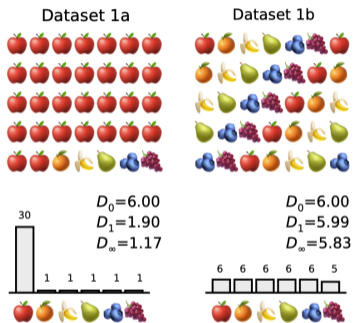 Dataset 1a
Dataset 1b
D₀=6.00
D₁=1.90
D∞=1.17
30
1 1 1 1 1
D₀=6.00
D₁=5.99
D∞=5.83
6 6 6 6 6 5